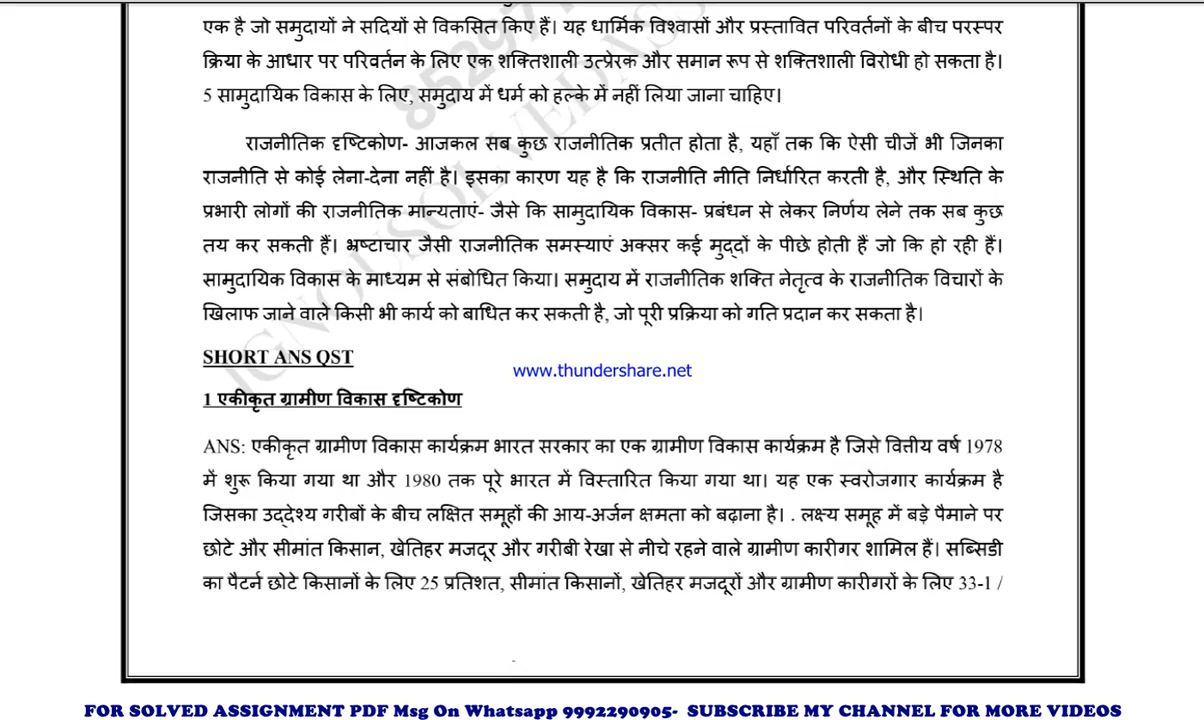 एक है जो समुदायों ने सदियों से विकसित किए हैं। यह धार्मिक विश्वासों और प्रस्तावित परिवर्तनों के बीच परस्पर
क्रिया के आधार पर परिवर्तन के लिए एक शक्तिशाली उत्प्रेरक और समान रूप से शक्तिशाली विरोधी हो सकता है।
5 सामुदायिक विकास के लिए, समुदाय में धर्म को हल्के में नहीं लिया जाना चाहिए।
राजनीतिक दृष्टिकोण- आजकल सब कुछ राजनीतिक प्रतीत होता है, यहाँ तक कि ऐसी चीजें भी जिनका
राजनीति से कोई लेना-देना नहीं है। इसका कारण यह है कि राजनीति नीति निर्धारित करती है, और स्थिति के
प्रभारी लोगों की राजनीतिक मान्यताएं- जैसे कि सामुदायिक विकास- प्रबंधन से लेकर निर्णय लेने तक सब कुछ
तय कर सकती हैं। भ्रष्टाचार जैसी राजनीतिक समस्याएं अक्सर कई मुद्दों के पीछे होती हैं जो कि हो रही हैं।
सामुदायिक विकास के माध्यम से संबोधित किया। समुदाय में राजनीतिक शक्ति नेतृत्व के राजनीतिक विचारों के
खिलाफ जाने वाले किसी भी कार्य को बाधित कर सकती है, जो पूरी प्रक्रिया को गति प्रदान कर सकता है।
SHORT ANS QST
www.thundershare.net
1 एकीकृत ग्रामीण विकास दृष्टिकोण
ANS: एकीकृत ग्रामीण विकास कार्यक्रम भारत सरकार का एक ग्रामीण विकास कार्यक्रम है जिसे वित्तीय वर्ष 1978
में शुरू किया गया था और 1980 तक पूरे भारत में विस्तारित किया गया था। यह एक स्वरोजगार कार्यक्रम है
जिसका उद्देश्य गरीबों के बीच लक्षित समूहों की आय-अर्जन क्षमता को बढ़ाना है। . लक्ष्य समूह में बड़े पैमाने पर
छोटे और सीमांत किसान, खेतिहर मजदूर और गरीबी रेखा से नीचे रहने वाले ग्रामीण कारीगर शामिल हैं। सब्सिडी
का पैटर्न छोटे किसानों के लिए 25 प्रतिशत, सीमांत किसानों, खेतिहर मजदूरों और ग्रामीण कारीगरों के लिए 33-1 /
FOR SOLVED ASSIGNMENT PDF Msg On Whatsapp 9992290905- SUBSCRIBE MY CHANNEL FOR MORE VIDEOS